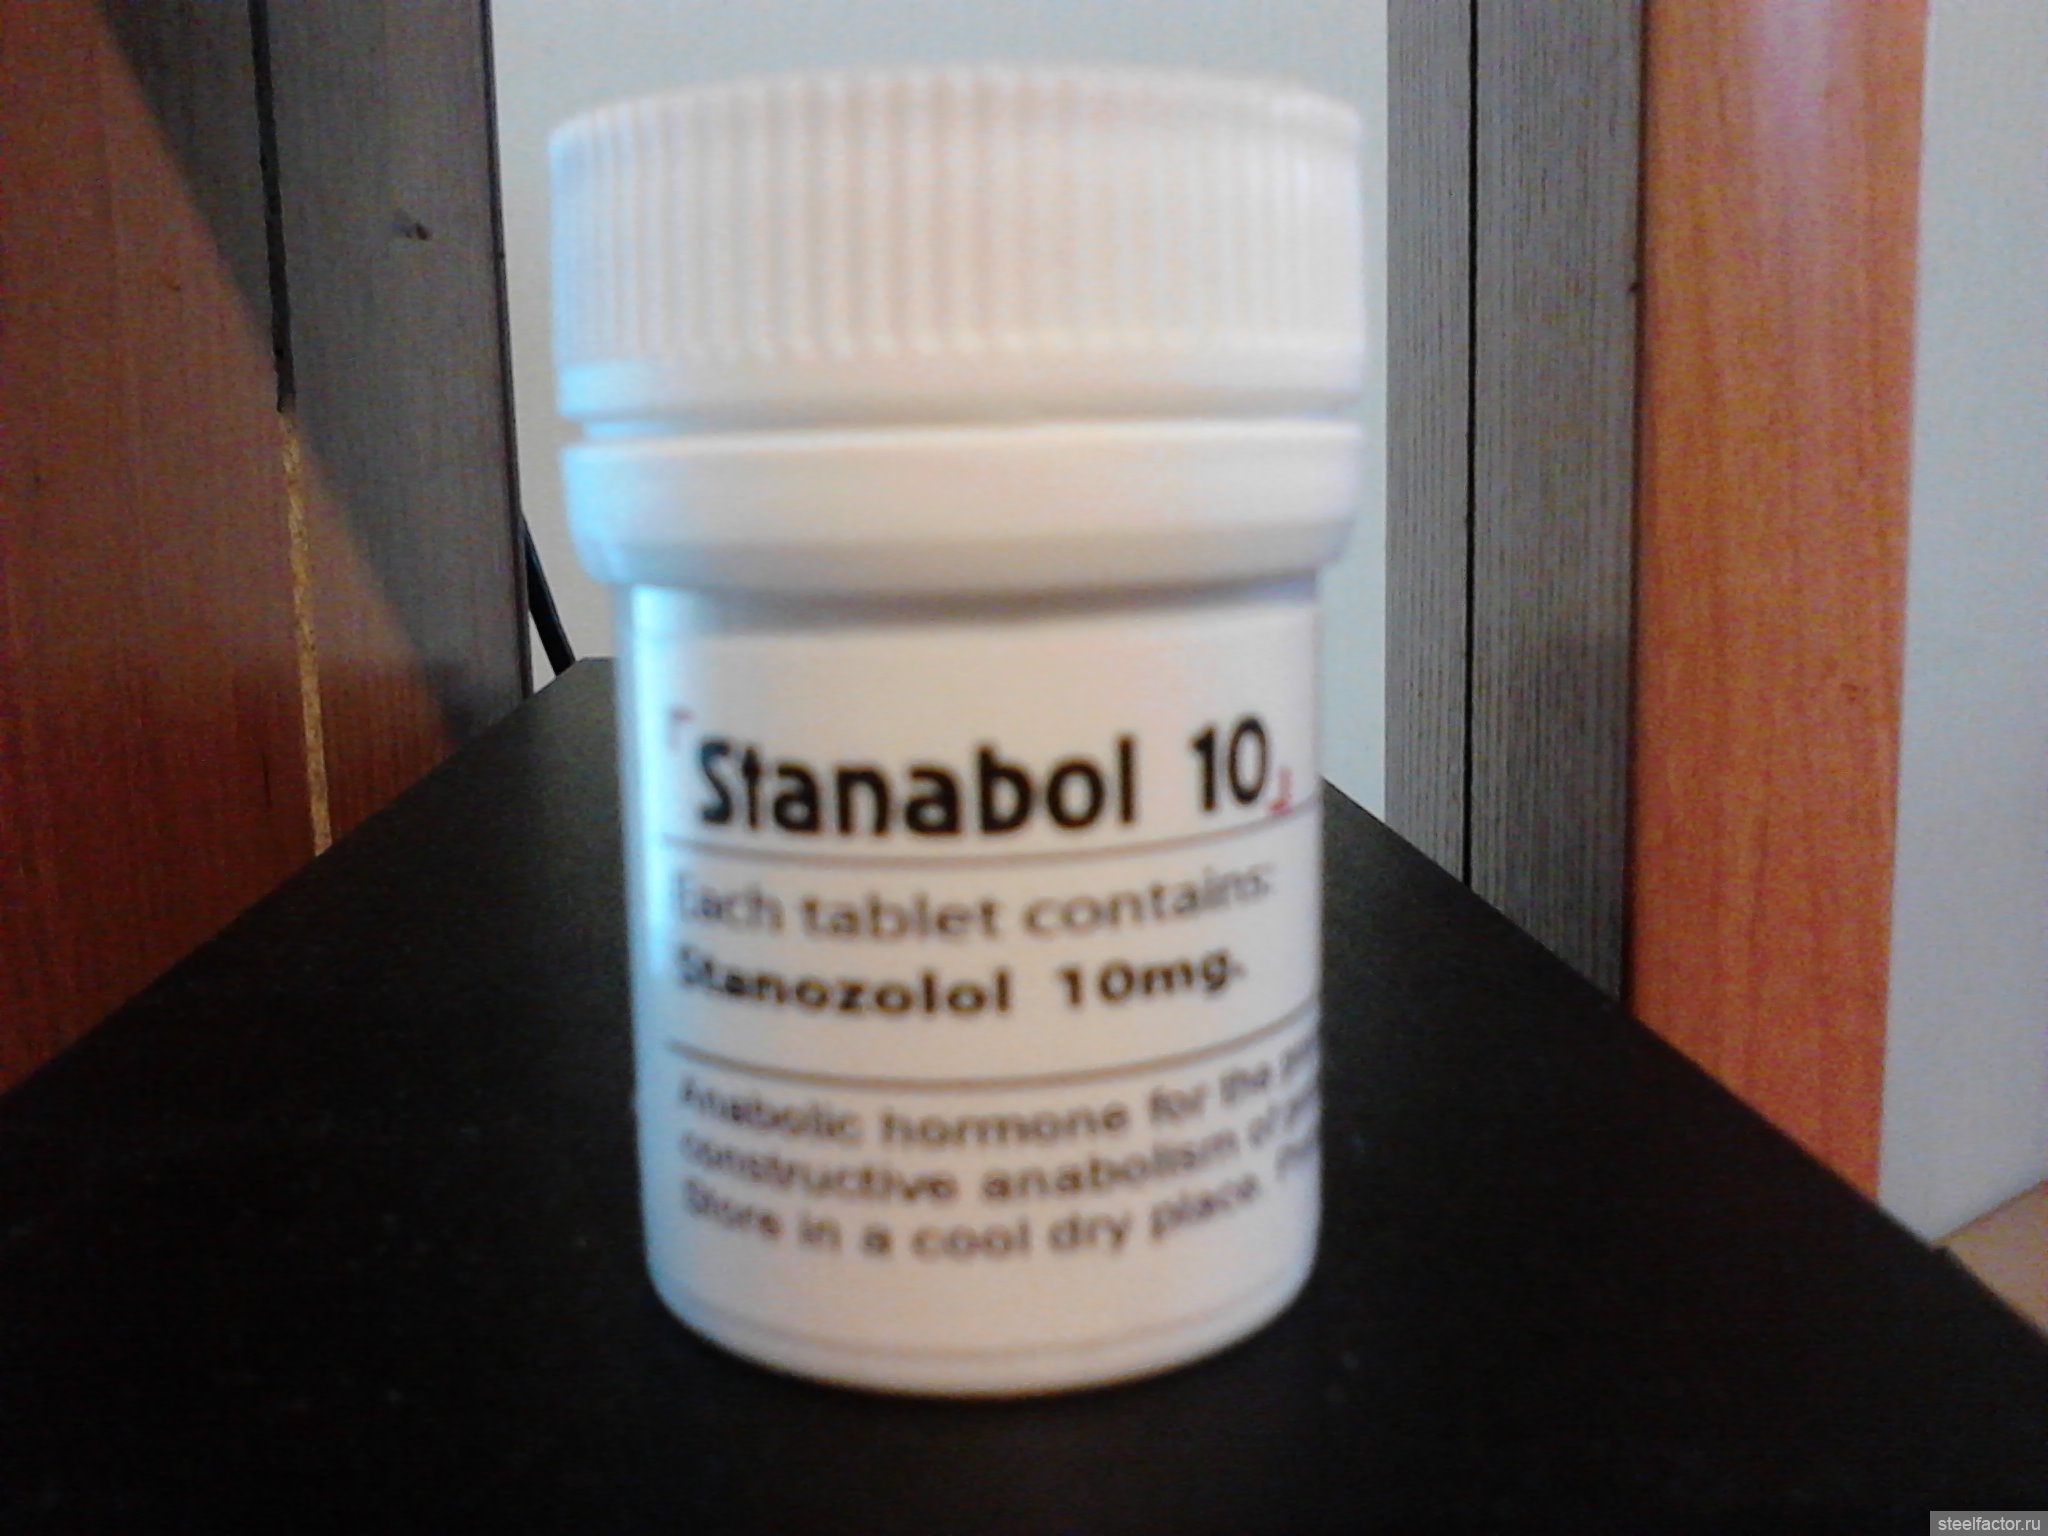 Stanabol 10
Each tablet contains:
Stanozolol 10mg.
Anabolic hormone for the
constructive anabolism of
Store in a cool dry place.
steelfactor.ru